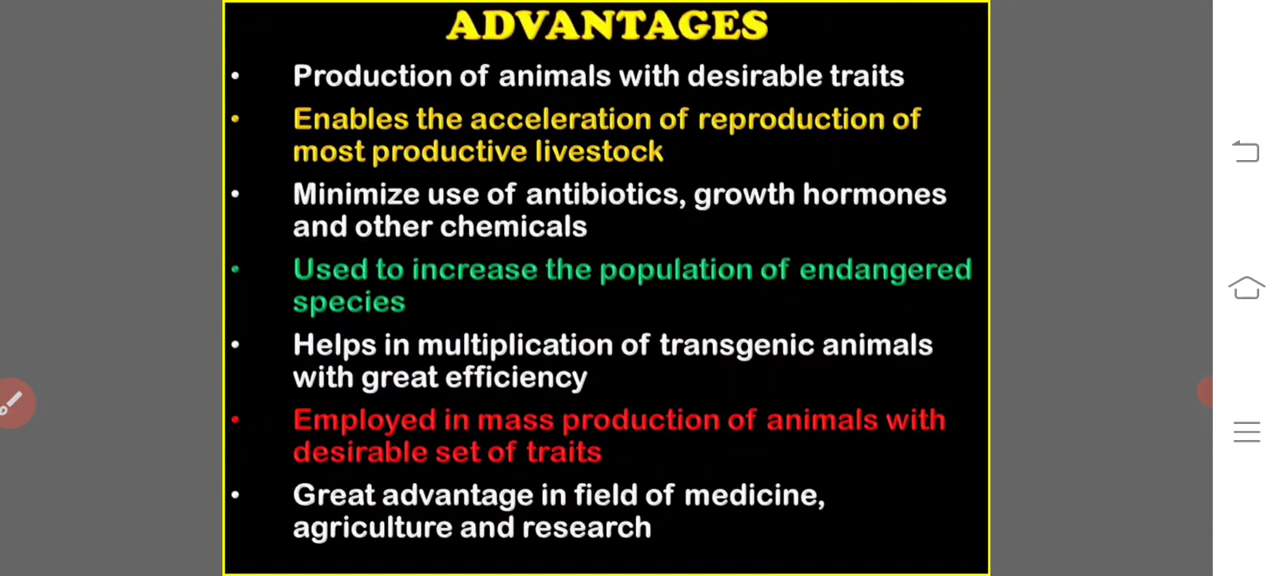 ADVANTAGES
• Production of animals with desirable traits
• Enables the acceleration of reproduction of
most productive livestock
• Minimize use of antibiotics, growth hormones
and other chemicals
• Used to increase the population of endangered
species
• Helps in multiplication of transgenic animals
with great efficiency
• Employed in mass production of animals with
desirable set of traits
• Great advantage in field of medicine,
agriculture and research